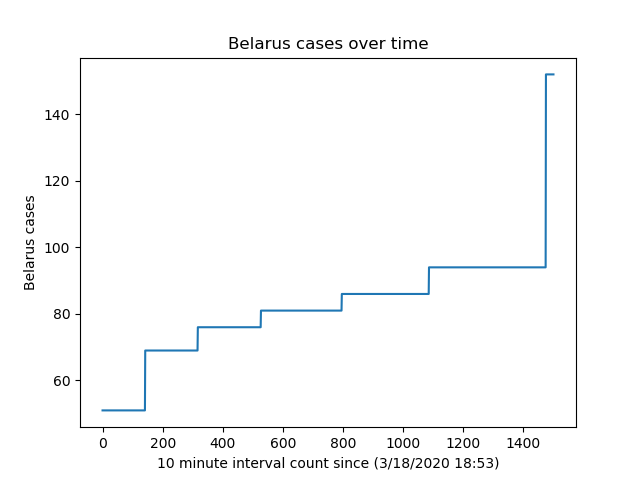 Belarus cases over time
Belarus cases
140
120
100
80
60
0 200 400 600 800 1000 1200 1400
10 minute interval count since (3/18/2020 18:53)